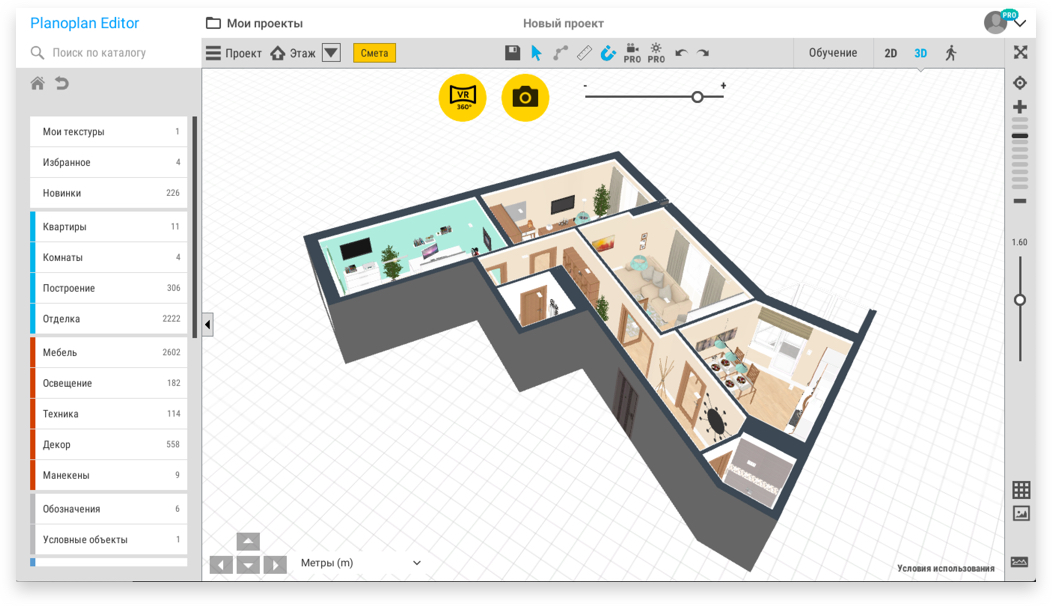 Planoplan Editor
Мои проекты
Новый проект
PRO
Поиск по каталогу
Проект
Этаж
Смета
PRO
PRO
Обучение
2D
3D
VR
360°
-
+
Мои текстуры 1
Избранное 4
Новинки 226
Квартиры 11
Комнаты 4
Построение 306
Отделка 2222
Мебель 2602
Освещение 182
Техника 114
Декор 558
Манекены 9
Обозначения 6
Условные объекты 1
1.60
Метры (m)
Условия использования